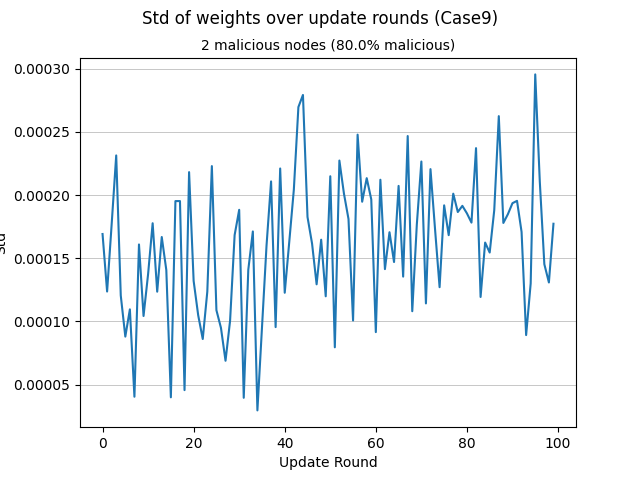 Std of weights over update rounds (Case9)
2 malicious nodes (80.0% malicious)
0.00030
0.00025
0.00020
0.00015
0.00010
0.00005
Std
0 20 40 60 80 100
Update Round